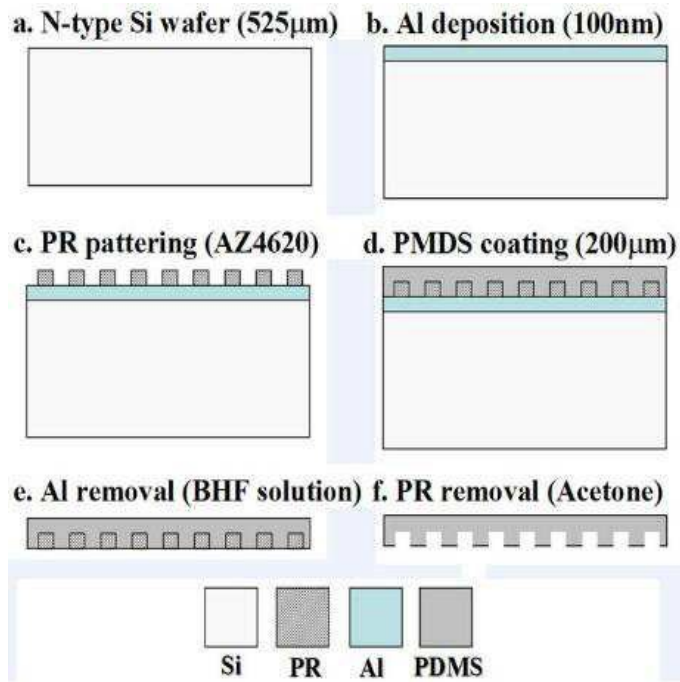 a. N-type Si wafer (525μm)
b. Al deposition (100nm)
c. PR pattering (AZ4620)
d. PMDS coating (200μm)
e. Al removal (BHF solution)
f. PR removal (Acetone)
Si
PR
Al
PDMS